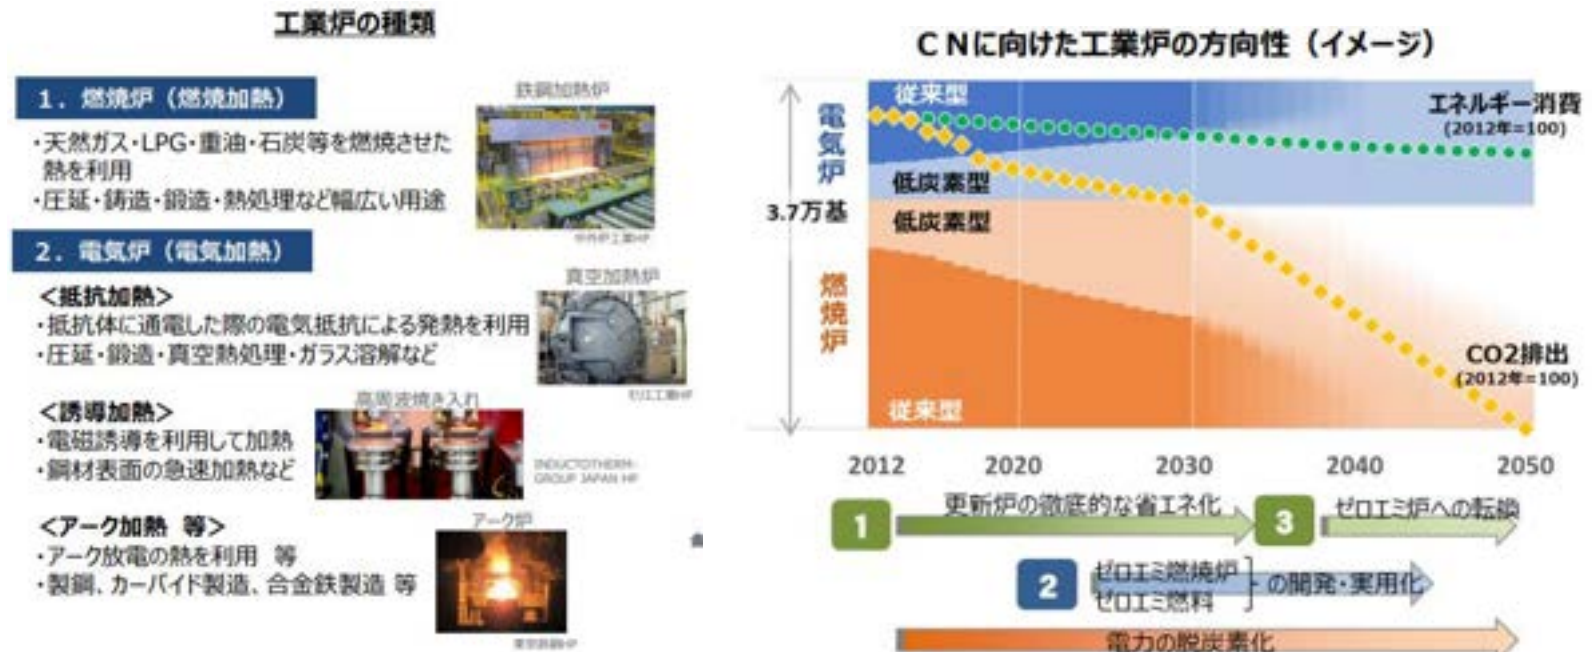 工業炉の種類
1．燃焼炉（燃焼加熱）
・天然ガス・LPG・重油・石炭等を燃焼させた
熱を利用
・圧延・鋳造・鍛造・熱処理など幅広い用途
鉄鋼加熱炉
中外炉工業HP
2．電気炉（電気加熱）
＜抵抗加熱＞
・抵抗体に通電した際の電気抵抗による発熱を利用
・圧延・鍛造・真空熱処理・ガラス溶解など
真空加熱炉
＜誘導加熱＞
・電磁誘導を利用して加熱
・鋼材表面の急速加熱など
高周波焼き入れ
INDUCTOTHERM-
GROUP JAPAN HP
＜アーク加熱 等＞
・アーク放電の熱を利用 等
・製鋼、カーバイド製造、合金鉄製造 等
アーク炉
CNに向けた工業炉の方向性（イメージ）
電気炉
3.7万基
燃焼炉
従来型
低炭素型
低炭素型
従来型
エネルギー消費
(2012年=100)
CO2排出
(2012年=100)
2012 2020 2030 2040 2050
1 更新炉の徹底的な省エネ化
3 ゼロエミ炉への転換
2 ゼロエミ燃焼炉
ゼロエミ燃料
の開発・実用化
電力の脱炭素化